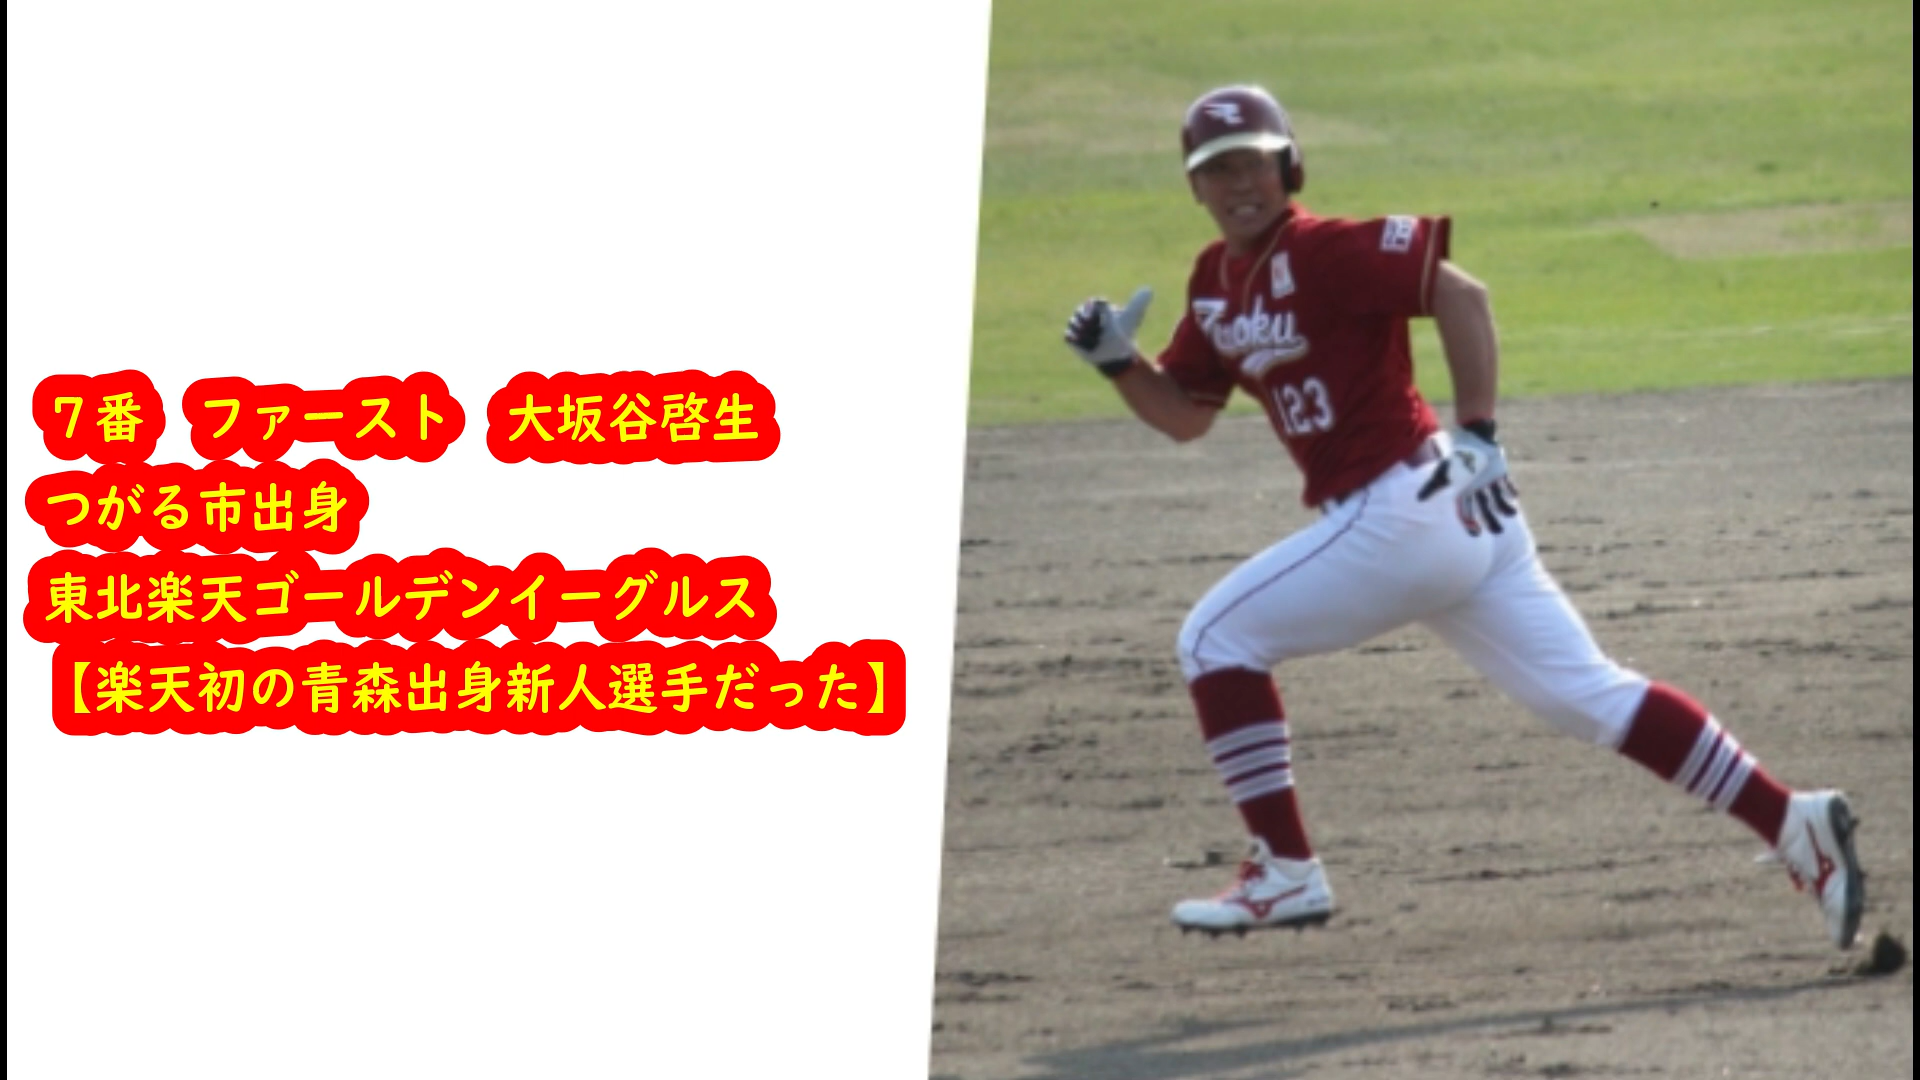 ７番　ファースト　大坂谷啓生
つがる市出身
東北楽天ゴールデンイーグルス
【楽天初の青森出身新人選手だった】
123